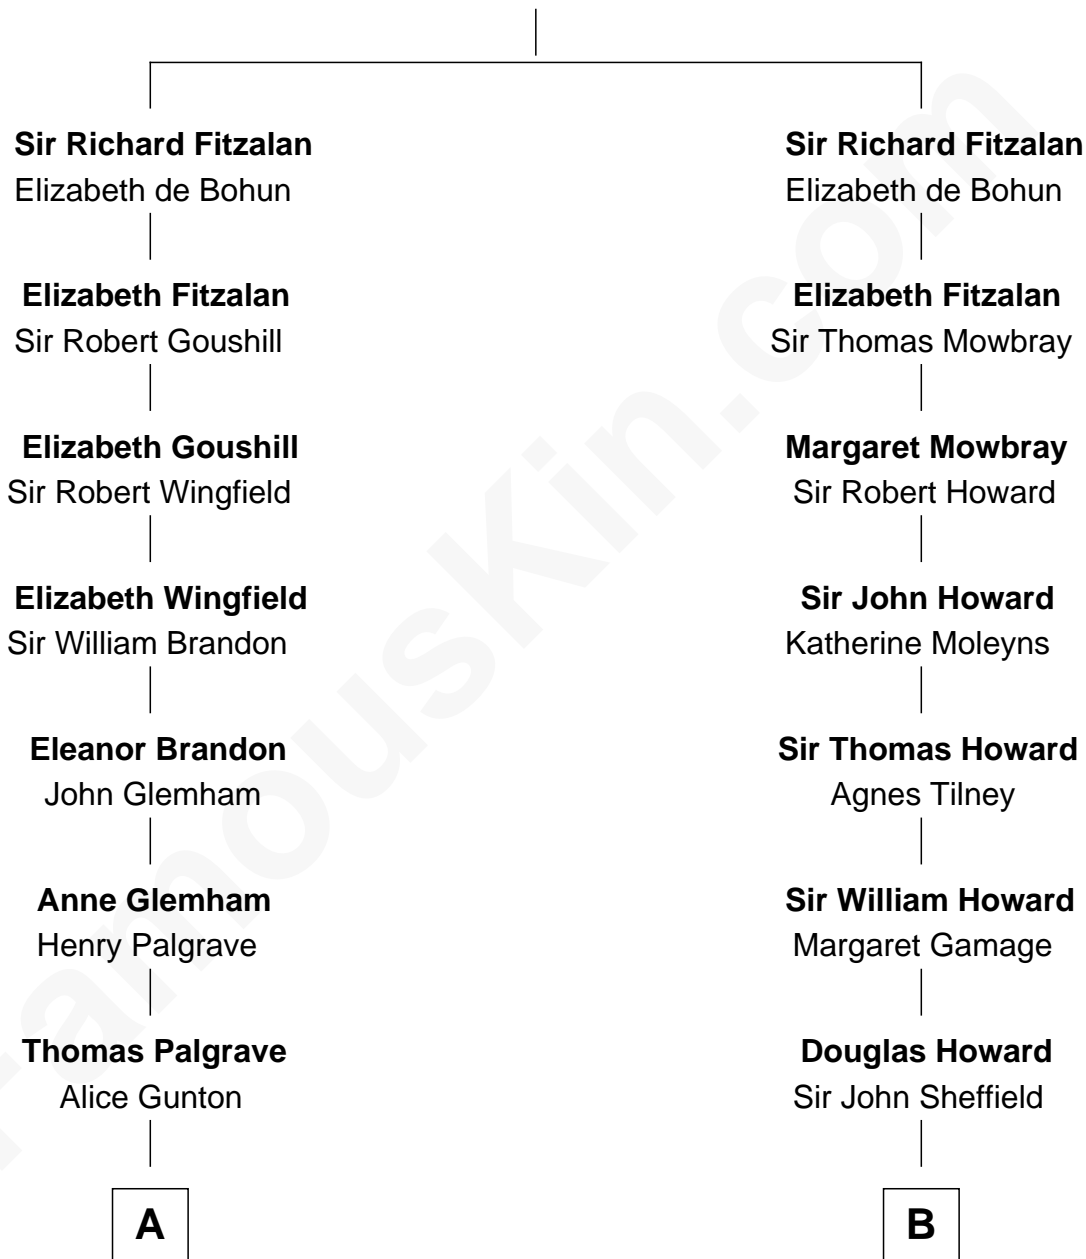 Sir Richard Fitzalan
Elizabeth de Bohun
Elizabeth Fitzalan
Sir Robert Goushill
Elizabeth Goushill
Sir Robert Wingfield
Elizabeth Wingfield
Sir William Brandon
Eleanor Brandon
John Glemham
Anne Glemham
Henry Palgrave
Thomas Palgrave
Alice Gunton
A
Sir Richard Fitzalan
Elizabeth de Bohun
Elizabeth Fitzalan
Sir Thomas Mowbray
Margaret Mowbray
Sir Robert Howard
Sir John Howard
Katherine Moleyns
Sir Thomas Howard
Agnes Tilney
Sir William Howard
Margaret Gamage
Douglas Howard
Sir John Sheffield
B
FamousKin.com